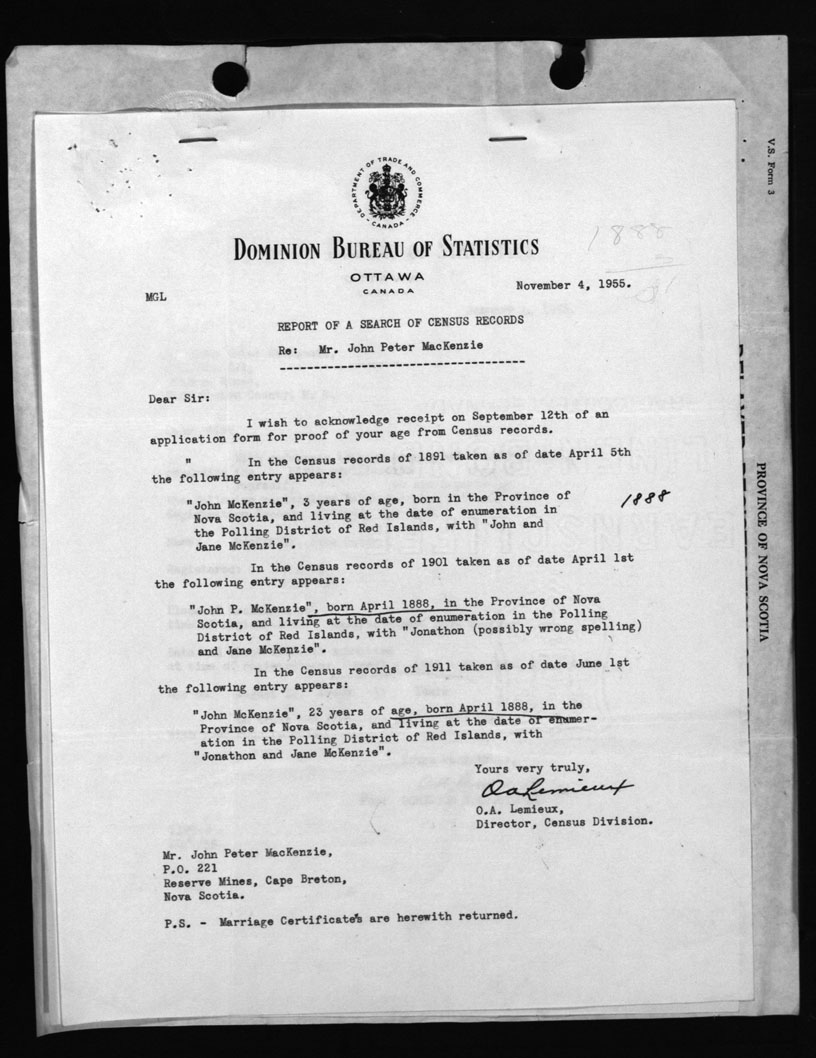 V.S. Form 3
DEPARTMENT OF TRADE AND COMMERCE
- CANADA -
DOMINION BUREAU OF STATISTICS
1888
3
OTTAWA
CANADA
November 4, 1955.
MGL
REPORT OF A SEARCH OF CENSUS RECORDS
Re: Mr. John Peter MacKenzie
Dear Sir:
I wish to acknowledge receipt on September 12th of an
application form for proof of your age from Census records.
" In the Census records of 1891 taken as of date April 5th
the following entry appears:
"John McKenzie", 3 years of age, born in the Province of
Nova Scotia, and living at the date of enumeration in
the Polling District of Red Islands, with "John and
Jane McKenzie".
1888
In the Census records of 1901 taken as of date April 1st
the following entry appears:
"John P. McKenzie", born April 1888, in the Province of Nova
Scotia, and living at the date of enumeration in the Polling
District of Red Islands, with "Jonathon (possibly wrong spelling)
and Jane McKenzie".
In the Census records of 1911 taken as of date June 1st
the following entry appears:
"John McKenzie", 23 years of age, born April 1888, in the
Province of Nova Scotia, and living at the date of enumer-
ation in the Polling District of Red Islands, with
"Jonathon and Jane McKenzie".
Yours very truly,
OALemieux
O.A. Lemieux,
Director, Census Division.
Mr. John Peter MacKenzie,
P.O. 221
Reserve Mines, Cape Breton,
Nova Scotia.
P.S. - Marriage Certificates are herewith returned.
PROVINCE OF NOVA SCOTIA